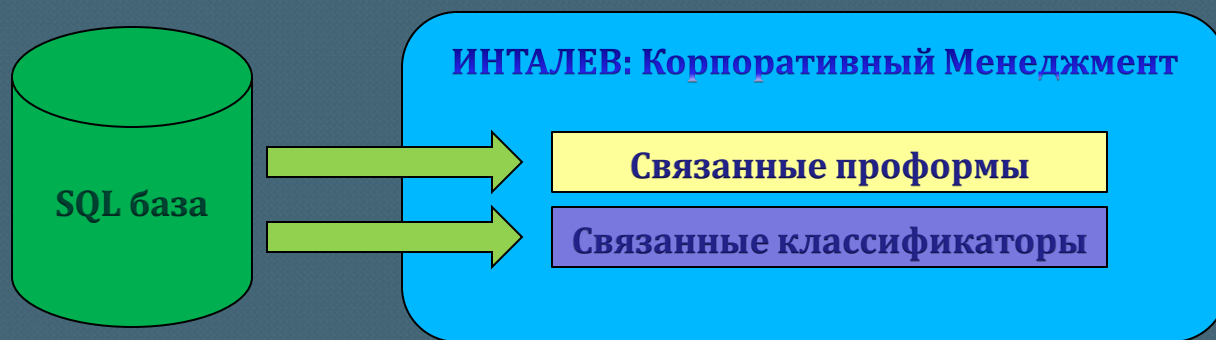 ИНТАЛЕВ: Корпоративный Менеджмент
Связанные проформы
SQL база
Связанные классификаторы